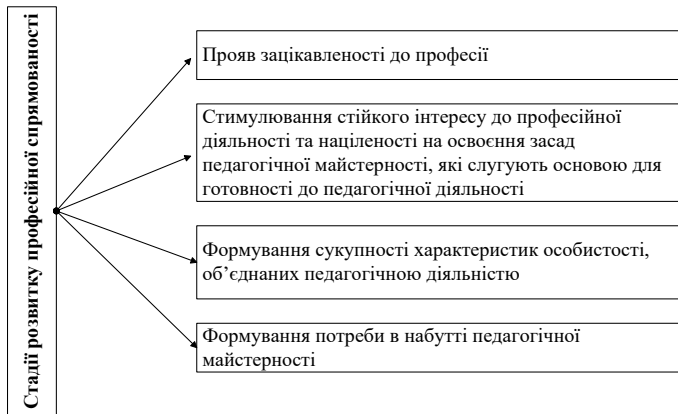 Стадії розвитку професійної спрямованості
Прояв зацікавленості до професії
Стимулювання стійкого інтересу до професійної
діяльності та націленості на освоєння засад
педагогічної майстерності, які слугують основою для
готовності до педагогічної діяльності
Формування сукупності характеристик особистості,
об’єднаних педагогічною діяльністю
Формування потреби в набутті педагогічної
майстерності